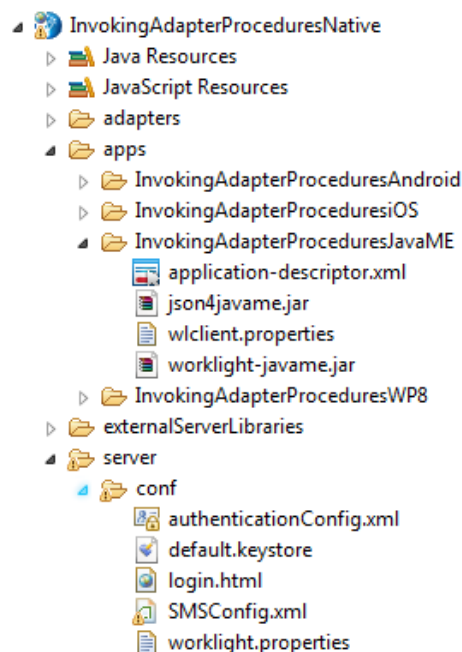 InvokingAdapterProceduresNative
Java Resources
JavaScript Resources
adapters
apps
InvokingAdapterProceduresAndroid
InvokingAdapterProceduresiOS
InvokingAdapterProceduresJavaME
application-descriptor.xml
json4javame.jar
wlclient.properties
worklight-javame.jar
InvokingAdapterProceduresWP8
externalServerLibraries
server
conf
authenticationConfig.xml
default.keystore
login.html
SMSConfig.xml
worklight.properties